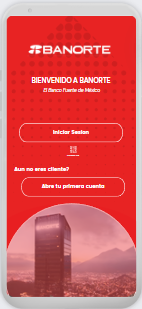 BANORTE
BIENVENIDO A BANORTE
El Banco Fuerte de México
Iniciar Sesion
Aun no eres cliente?
Abre tu primera cuenta